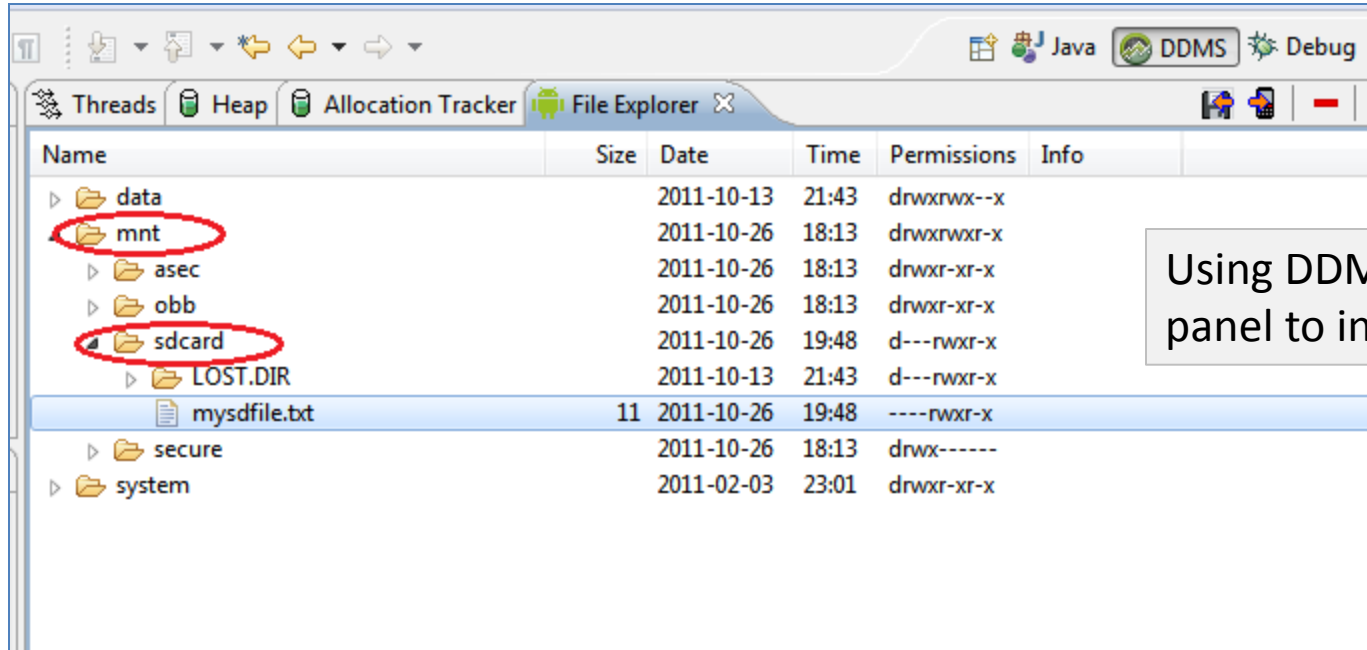 Java DDMS Debug
Threads Heap Allocation Tracker File Explorer
Name Size Date Time Permissions Info
data 2011-10-13 21:43 drwxrwx--x
mnt 2011-10-26 18:13 drwxrwxr-x
asec 2011-10-26 18:13 drwxr-xr-x
obb 2011-10-26 18:13 drwxr-xr-x
sdcard 2011-10-26 19:48 d---rwxr-x
LOST.DIR 2011-10-13 21:43 d---rwxr-x
mysdfile.txt 11 2011-10-26 19:48 ----rwxr-x
secure 2011-10-26 18:13 drwx------
system 2011-02-03 23:01 drwxr-xr-x
Using
panel to